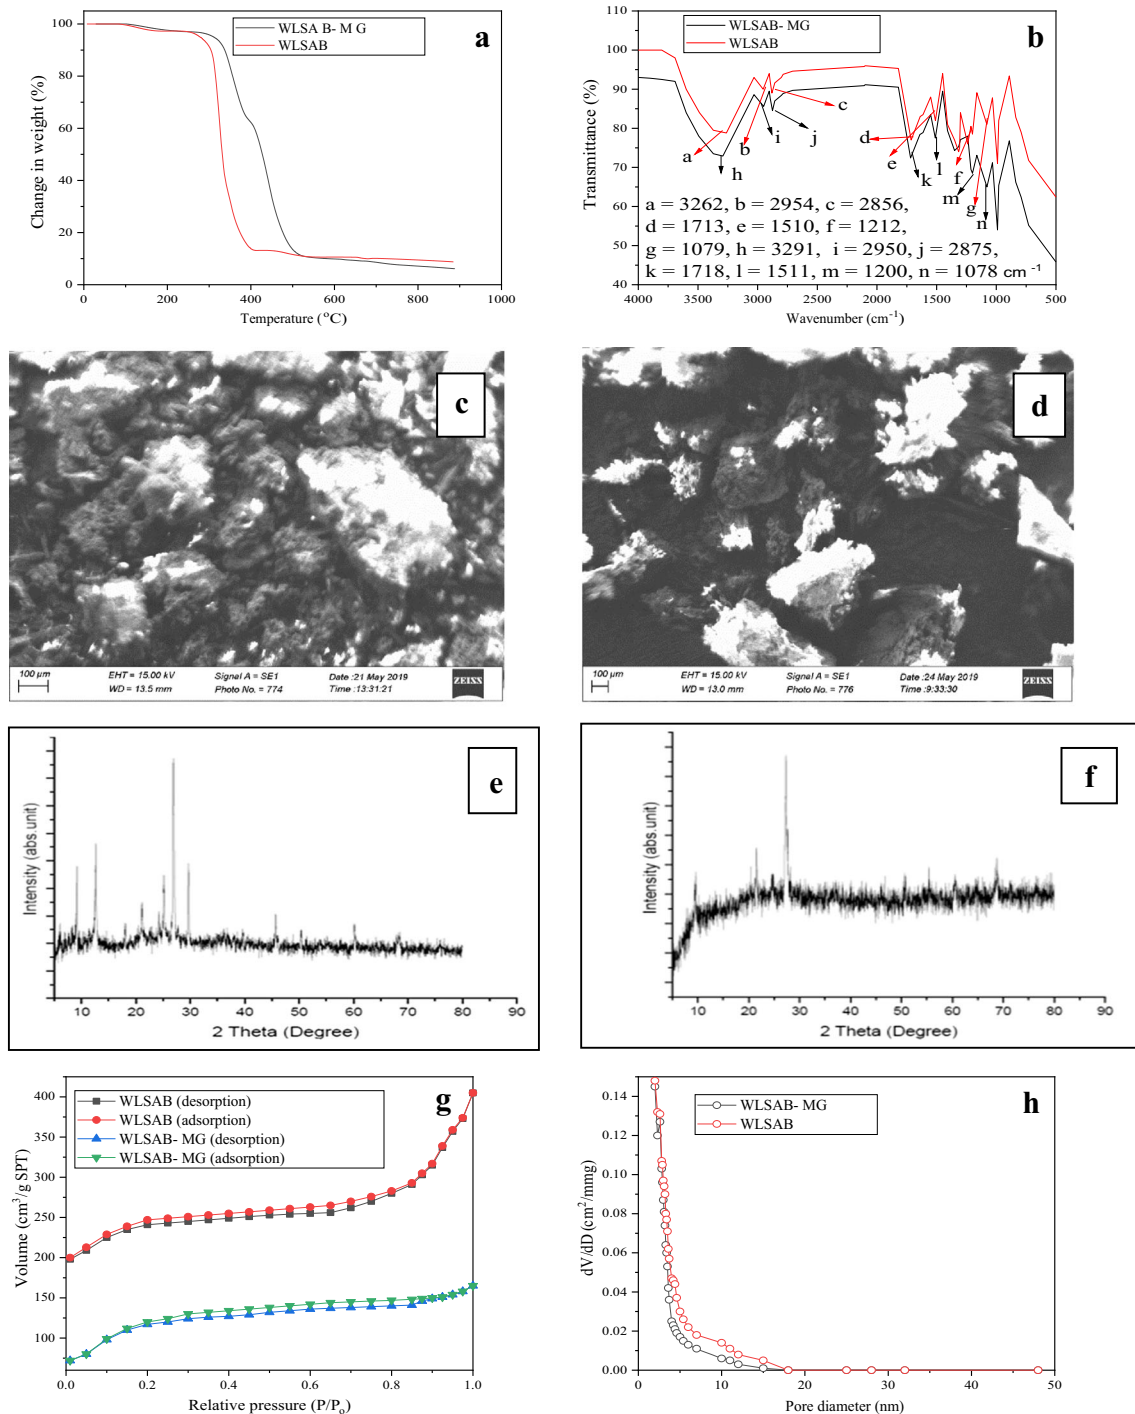 a
WLSA B- M G
WLSAB
100
80
60
40
20
0
Change in weight (%)
0
200
400
600
800
1000
Temperature (°C)
b
WLSAB- MG
WLSAB
110
100
90
80
70
60
50
40
Transmittance (%)
a
b
c
d
e
f
g
h
i
j
k
l
m
n
a = 3262, b = 2954, c = 2856,
d = 1713, e = 1510, f = 1212,
g = 1079, h = 3291, i = 2950, j = 2875,
k = 1718, l = 1511, m = 1200, n = 1078 cm⁻¹
4000
3500
3000
2500
2000
1500
1000
500
Wavenumber (cm⁻¹)
c
100 µm
EHT = 15.00 kV
Signal A = SE1
Date :21 May 2019
WD = 13.5 mm
Photo No. = 774
Time :13:31:21
ZEISS
d
100 µm
EHT = 15.00 kV
Signal A = SE1
Date :24 May 2019
WD = 13.0 mm
Photo No. = 776
Time :9:33:30
ZEISS
e
Intensity (abs.unit)
10
20
30
40
50
60
70
80
90
2 Theta (Degree)
f
Intensity (abs.unit)
10
20
30
40
50
60
70
80
90
2 Theta (Degree)
g
WLSAB (desorption)
WLSAB (adsorption)
WLSAB- MG (desorption)
WLSAB- MG (adsorption)
400
350
300
250
200
150
100
Volume (cm³/g SPT)
0.0
0.2
0.4
0.6
0.8
1.0
Relative pressure (P/Pₒ)
h
WLSAB- MG
WLSAB
0.14
0.12
0.10
0.08
0.06
0.04
0.02
0.00
dV/dD (cm²/mmg)
0
10
20
30
40
50
Pore diameter (nm)